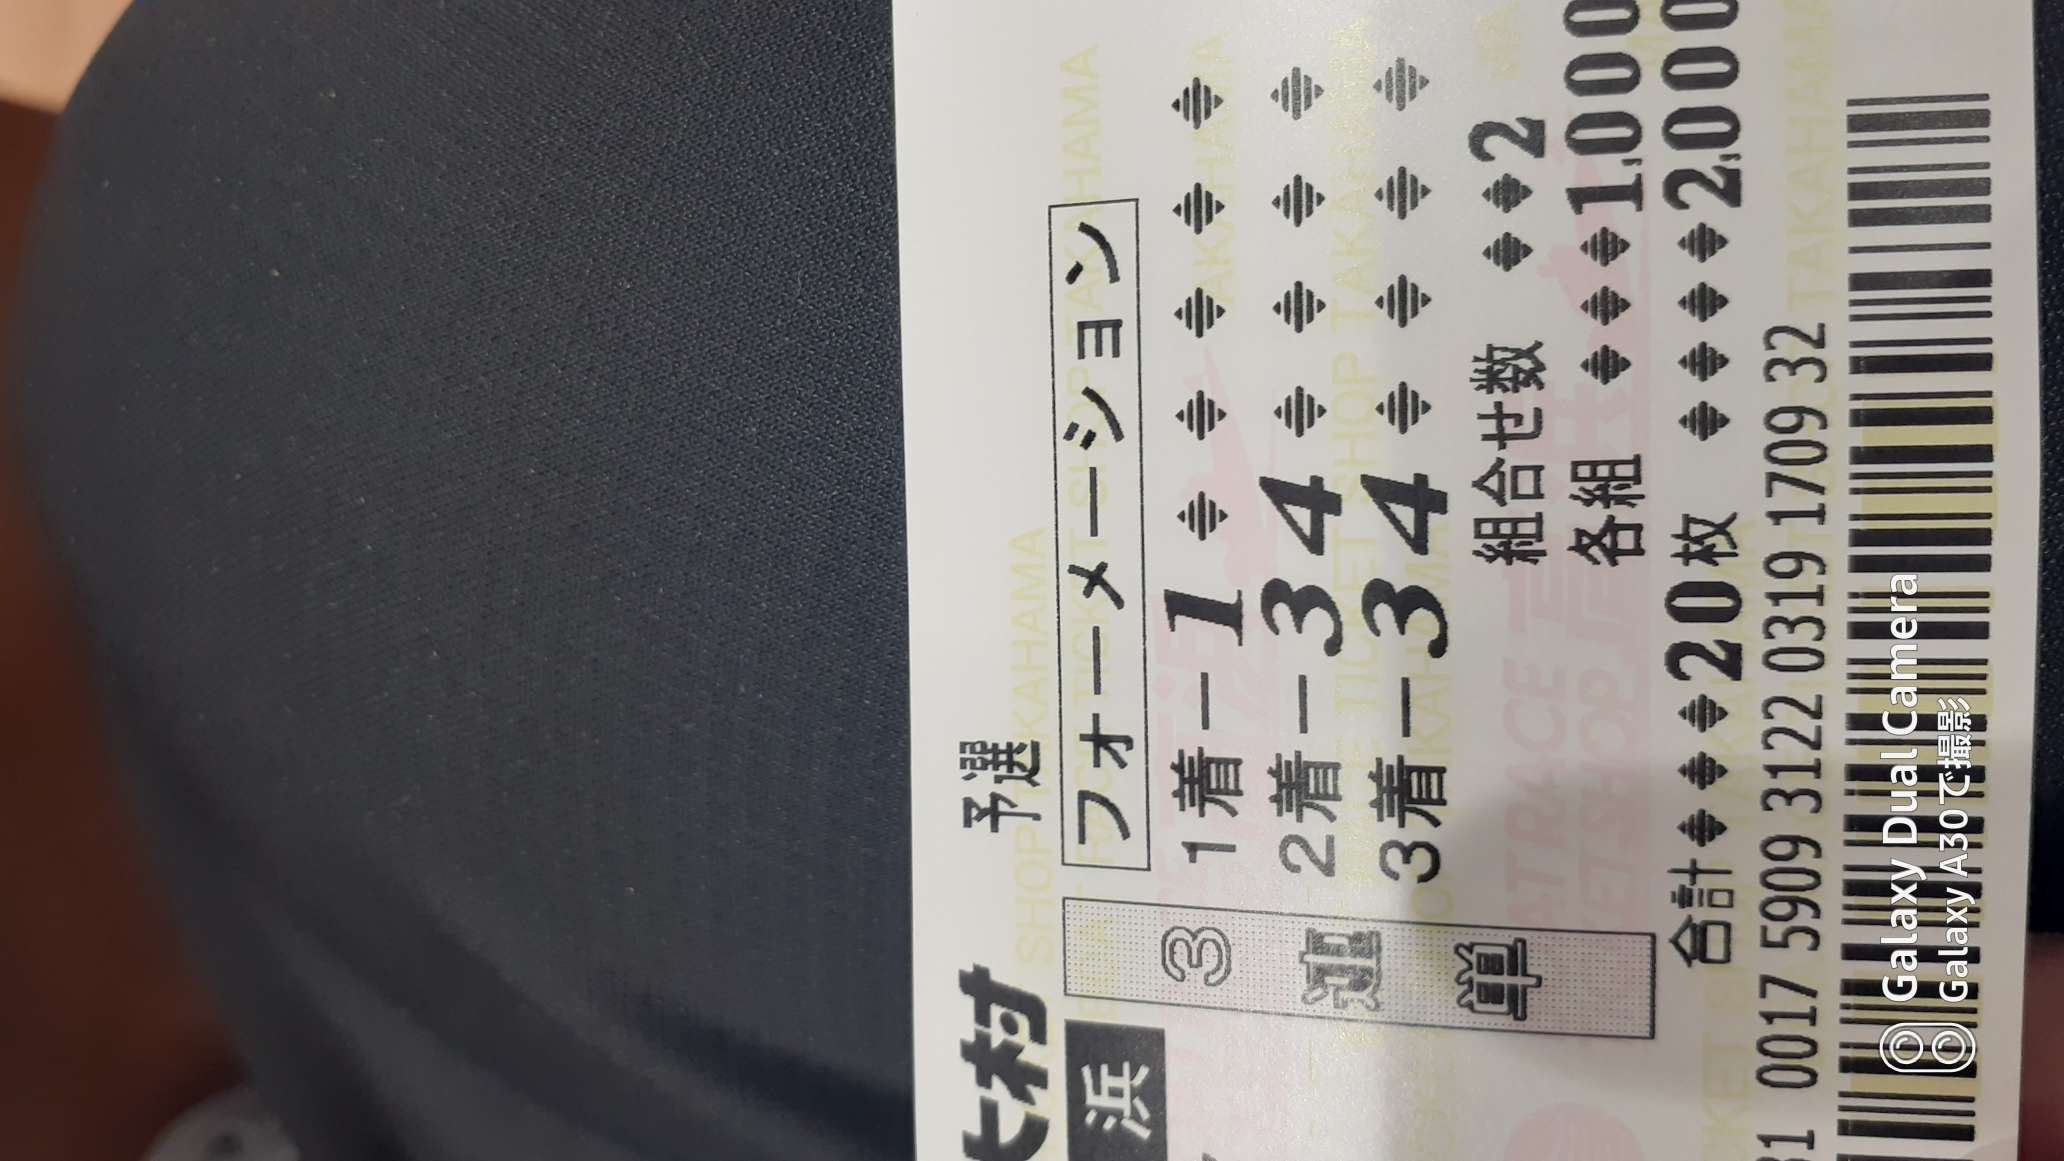 予選
浜
3連単
フォーメーション
1着-1
2着-34
3着-34
組合せ数 ◆◆2
各組 ◆◆◆1,000
合計◆◆◆20枚 ◆◆◆◆2,000
31 0017 5909 3122 0319 1709 32
Galaxy Dual Camera
Galaxy A30で撮影